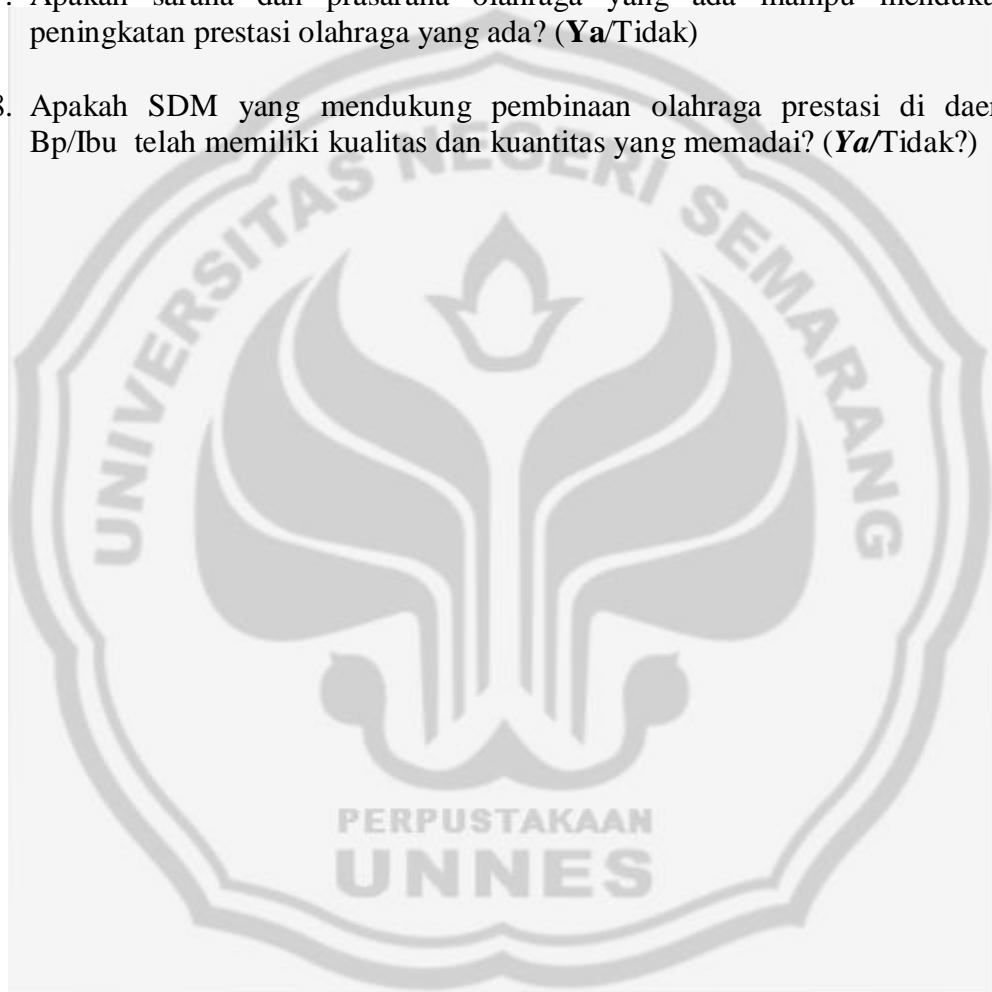 Apakah sarana dan prasarana olahraga yang ada mampu
peningkatan prestasi olahraga yang ada? (Ya/Tidak)
8. Apakah SDM yang mendukung pembinaan olahraga prestasi di
Bp/Ibu telah memiliki kualitas dan kuantitas yang memadai? (Ya/Tidak?)
UNIVERSITAS NEGERI SEMARANG
PERPUSTAKAAN
UNNES